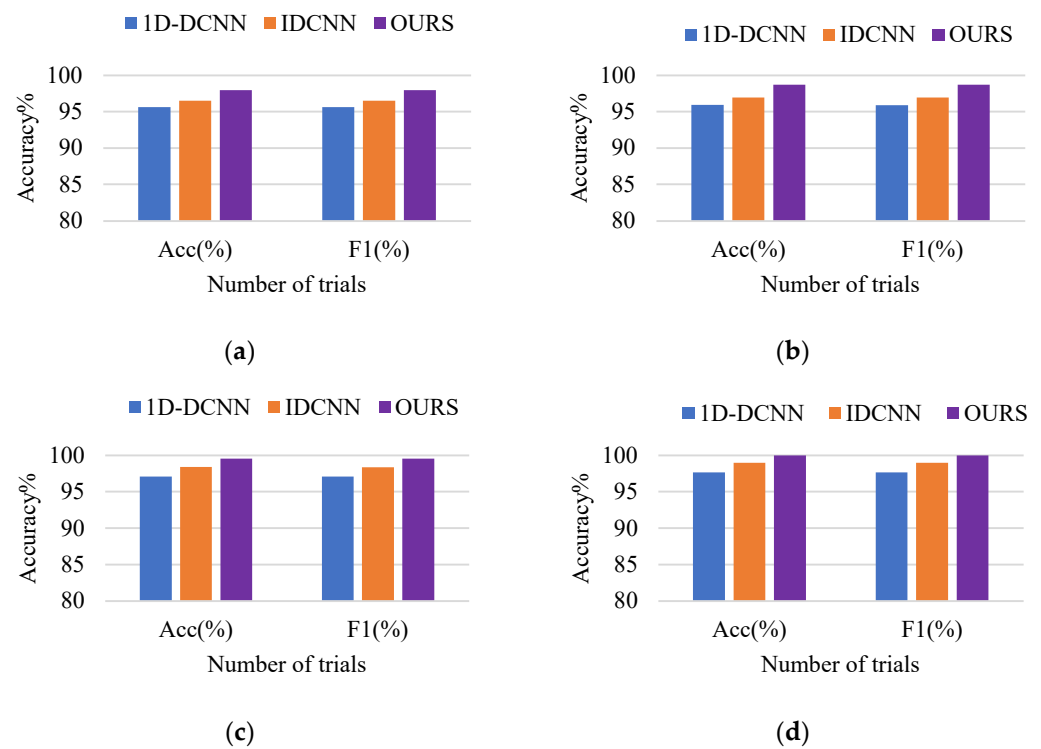 1D-DCNN IDCNN OURS
100
95
90
85
80
Accuracy%
Acc(%) F1(%)
Number of trials
(a)
1D-DCNN IDCNN OURS
100
95
90
85
80
Accuracy%
Acc(%) F1(%)
Number of trials
(b)
1D-DCNN IDCNN OURS
100
95
90
85
80
Accuracy%
Acc(%) F1(%)
Number of trials
(c)
1D-DCNN IDCNN OURS
100
95
90
85
80
Accuracy%
Acc(%) F1(%)
Number of trials
(d)